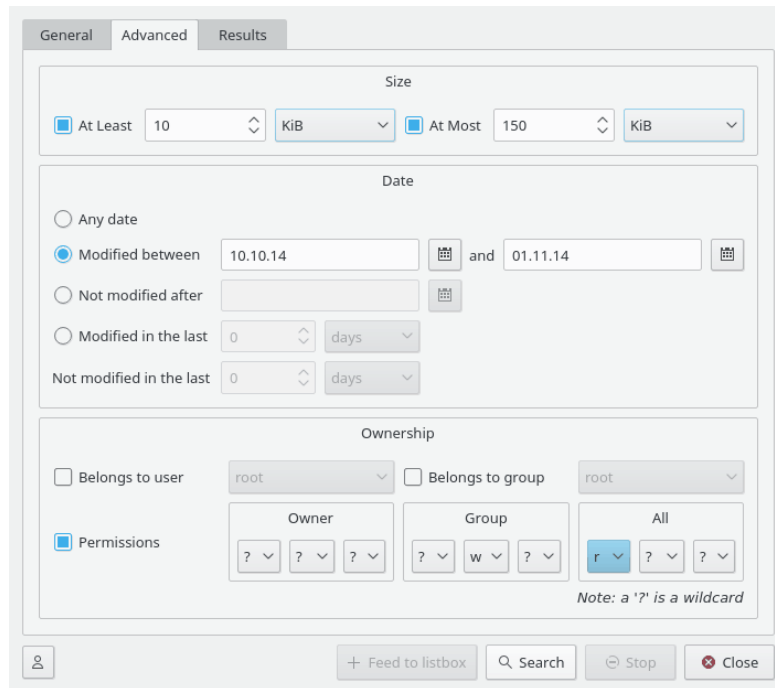 General Advanced Results
Size
At Least 10 KiB At Most 150 KiB
Date
Any date
Modified between 10.10.14 and 01.11.14
Not modified after
Modified in the last 0 days
Not modified in the last 0 days
Ownership
Belongs to user root Belongs to group root
Owner Group All
Permissions
? ? ? ? w ? r ? ?
Note: a '?' is a wildcard
+ Feed to listbox Search Stop Close